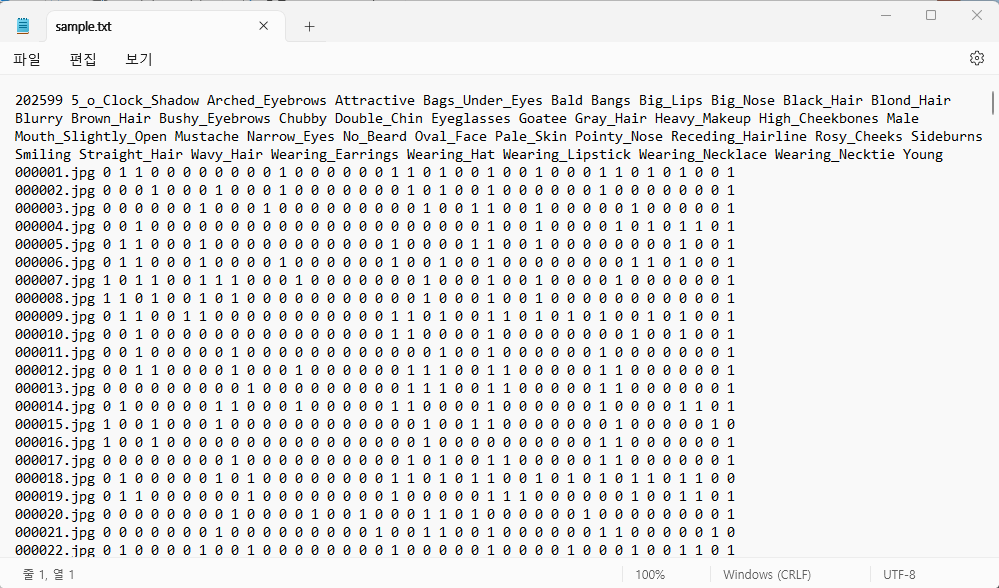 sample.txt
파일 편집 보기
202599 5_o_Clock_Shadow Arched_Eyebrows Attractive Bags_Under_Eyes Bald Bangs Big_Lips Big_Nose Black_Hair Blond_Hair
Blurry Brown_Hair Bushy_Eyebrows Chubby Double_Chin Eyeglasses Goatee Gray_Hair Heavy_Makeup High_Cheekbones Male
Mouth_Slightly_Open Mustache Narrow_Eyes No_Beard Oval_Face Pale_Skin Pointy_Nose Receding_Hairline Rosy_Cheeks Sideburns
Smiling Straight_Hair Wavy_Hair Wearing_Earrings Wearing_Hat Wearing_Lipstick Wearing_Necklace Wearing_Necktie Young
000001.jpg 0 1 1 0 0 0 0 0 0 0 0 1 0 0 0 0 0 0 1 1 0 1 0 0 1 0 0 1 0 0 0 1 1 0 1 0 1 0 0 1
000002.jpg 0 0 0 1 0 0 0 1 0 0 0 1 0 0 0 0 0 0 0 1 0 1 0 0 1 0 0 0 0 0 0 1 0 0 0 0 0 0 0 1
000003.jpg 0 0 0 0 0 0 1 0 0 0 1 0 0 0 0 0 0 0 0 0 1 0 0 1 1 0 0 1 0 0 0 0 0 1 0 0 0 0 0 1
000004.jpg 0 0 1 0 0 0 0 0 0 0 0 0 0 0 0 0 0 0 0 0 0 0 0 0 1 0 0 1 0 0 0 0 1 0 1 0 1 1 0 1
000005.jpg 0 1 1 0 0 0 1 0 0 0 0 0 0 0 0 0 0 0 1 0 0 0 0 1 1 0 0 1 0 0 0 0 0 0 0 0 1 0 0 1
000006.jpg 0 1 1 0 0 0 1 0 0 0 0 1 0 0 0 0 0 0 1 0 0 1 0 0 1 0 0 0 0 0 0 0 0 1 1 0 1 0 0 1
000007.jpg 1 0 1 1 0 0 1 1 1 0 0 0 1 0 0 0 0 0 0 0 1 0 0 0 1 0 0 1 0 0 0 0 1 0 0 0 0 0 0 1
000008.jpg 1 1 0 1 0 0 1 0 1 0 0 0 0 0 0 0 0 0 0 0 1 0 0 0 1 0 0 1 0 0 0 0 0 0 0 0 0 0 0 1
000009.jpg 0 1 1 0 0 1 1 0 0 0 0 0 0 0 0 0 0 0 1 1 0 1 0 0 1 1 0 1 0 1 0 1 0 0 1 0 1 0 0 1
000010.jpg 0 0 1 0 0 0 0 0 0 0 0 0 0 0 0 0 0 0 1 1 0 0 0 0 1 0 0 0 0 0 0 0 0 1 0 0 1 0 0 1
000011.jpg 0 0 1 0 0 0 0 0 1 0 0 0 0 0 0 0 0 0 0 0 0 1 0 0 1 0 0 0 0 0 0 1 0 0 0 0 0 0 0 1
000012.jpg 0 0 1 1 0 0 0 0 1 0 0 0 1 0 0 0 0 0 0 1 1 1 0 0 1 1 0 0 0 0 0 1 1 0 0 0 0 0 0 1
000013.jpg 0 0 0 0 0 0 0 0 0 1 0 0 0 0 0 0 0 0 0 1 1 1 0 0 1 0 0 0 0 0 0 1 1 0 0 0 0 0 0 1
000014.jpg 0 1 0 0 0 0 0 1 1 0 0 0 1 0 0 0 0 0 1 1 0 0 0 0 1 0 0 0 0 0 0 1 0 0 0 0 1 1 0 1
000015.jpg 1 0 0 1 0 0 0 1 0 0 0 0 0 0 0 1 0 0 0 0 1 0 0 1 1 0 0 0 0 0 0 0 1 0 0 0 0 0 1 0
000016.jpg 1 0 0 1 0 0 0 0 0 0 0 0 0 0 0 0 0 0 0 0 1 0 0 0 0 0 0 0 0 0 0 1 1 0 0 0 0 0 0 1
000017.jpg 0 0 0 0 0 0 0 0 1 0 0 0 0 0 0 0 0 0 0 1 0 1 0 0 1 1 0 0 0 0 0 1 1 0 0 0 0 0 0 1
000018.jpg 0 1 0 0 0 0 0 1 0 1 0 0 0 0 0 0 0 0 1 1 0 1 0 1 1 0 0 1 0 1 0 1 0 1 1 0 1 1 0 0
000019.jpg 0 1 1 0 0 0 0 0 0 1 0 0 0 0 0 0 0 0 1 0 0 0 0 0 1 1 1 0 0 0 0 0 0 1 0 0 1 1 0 1
000020.jpg 0 0 0 0 0 0 0 0 1 0 0 0 0 1 0 0 1 0 0 0 1 1 0 1 0 0 0 0 0 0 0 1 0 0 0 0 0 0 0 1
000021.jpg 0 0 0 0 0 0 0 1 0 0 0 0 0 0 0 0 0 1 0 0 1 1 0 0 1 0 0 0 0 0 0 1 1 0 0 0 0 0 1 0
000022.jpg 0 1 0 0 0 0 1 0 0 1 0 0 0 0 0 0 0 0 1 0 0 0 0 0 1 0 0 0 0 1 0 0 0 1 0 0 1 1 0 1
줄 1, 열 1 100% Windows (CRLF) UTF-8